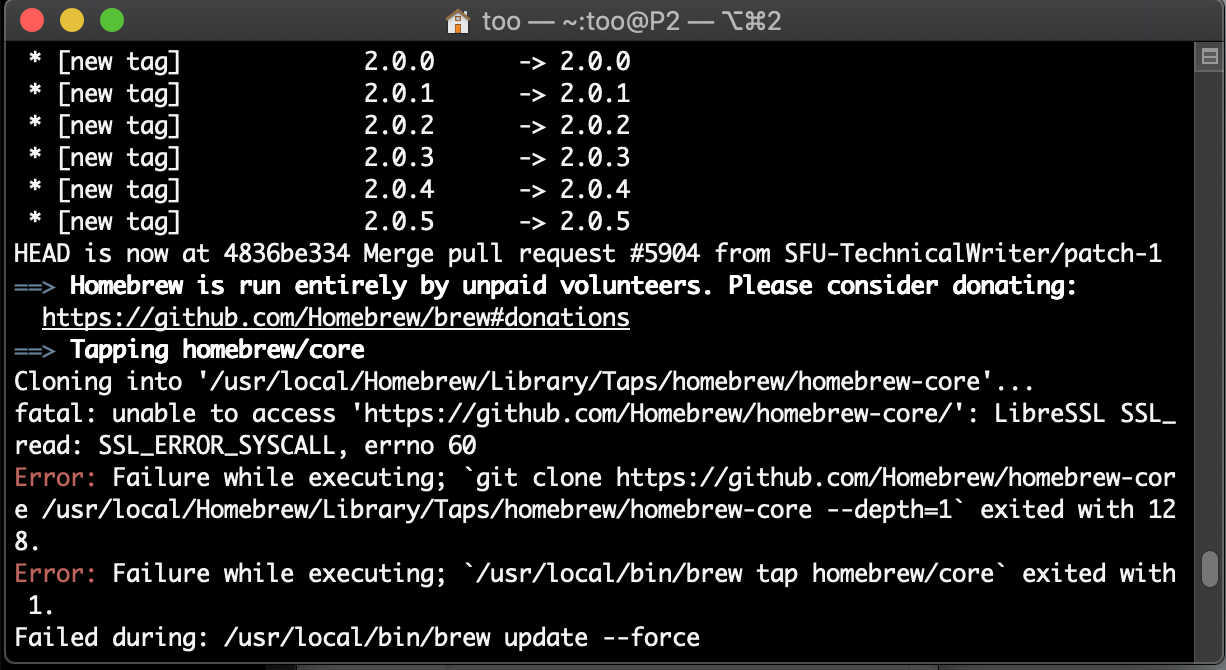 too — ~:too@P2 — ⌥⌘2
* [new tag] 2.0.0 -> 2.0.0
* [new tag] 2.0.1 -> 2.0.1
* [new tag] 2.0.2 -> 2.0.2
* [new tag] 2.0.3 -> 2.0.3
* [new tag] 2.0.4 -> 2.0.4
* [new tag] 2.0.5 -> 2.0.5
HEAD is now at 4836be334 Merge pull request #5904 from SFU-TechnicalWriter/patch-1
==> Homebrew is run entirely by unpaid volunteers. Please consider donating:
https://github.com/Homebrew/brew#donations
==> Tapping homebrew/core
Cloning into '/usr/local/Homebrew/Library/Taps/homebrew/homebrew-core'...
fatal: unable to access 'https://github.com/Homebrew/homebrew-core/': LibreSSL SSL_
read: SSL_ERROR_SYSCALL, errno 60
Error: Failure while executing; `git clone https://github.com/Homebrew/homebrew-cor
e /usr/local/Homebrew/Library/Taps/homebrew/homebrew-core --depth=1` exited with 12
8.
Error: Failure while executing; `/usr/local/bin/brew tap homebrew/core` exited with
1.
Failed during: /usr/local/bin/brew update --force